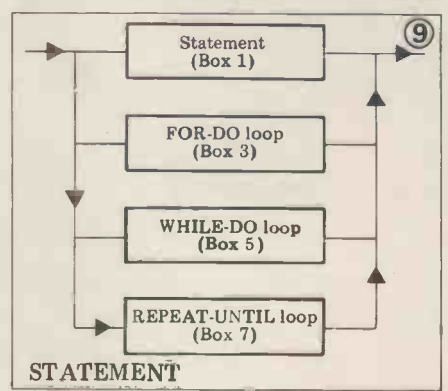 ⑨
Statement
(Box 1)
FOR-DO loop
(Box 3)
WHILE-DO loop
(Box 5)
REPEAT-UNTIL loop
(Box 7)
STATEMENT